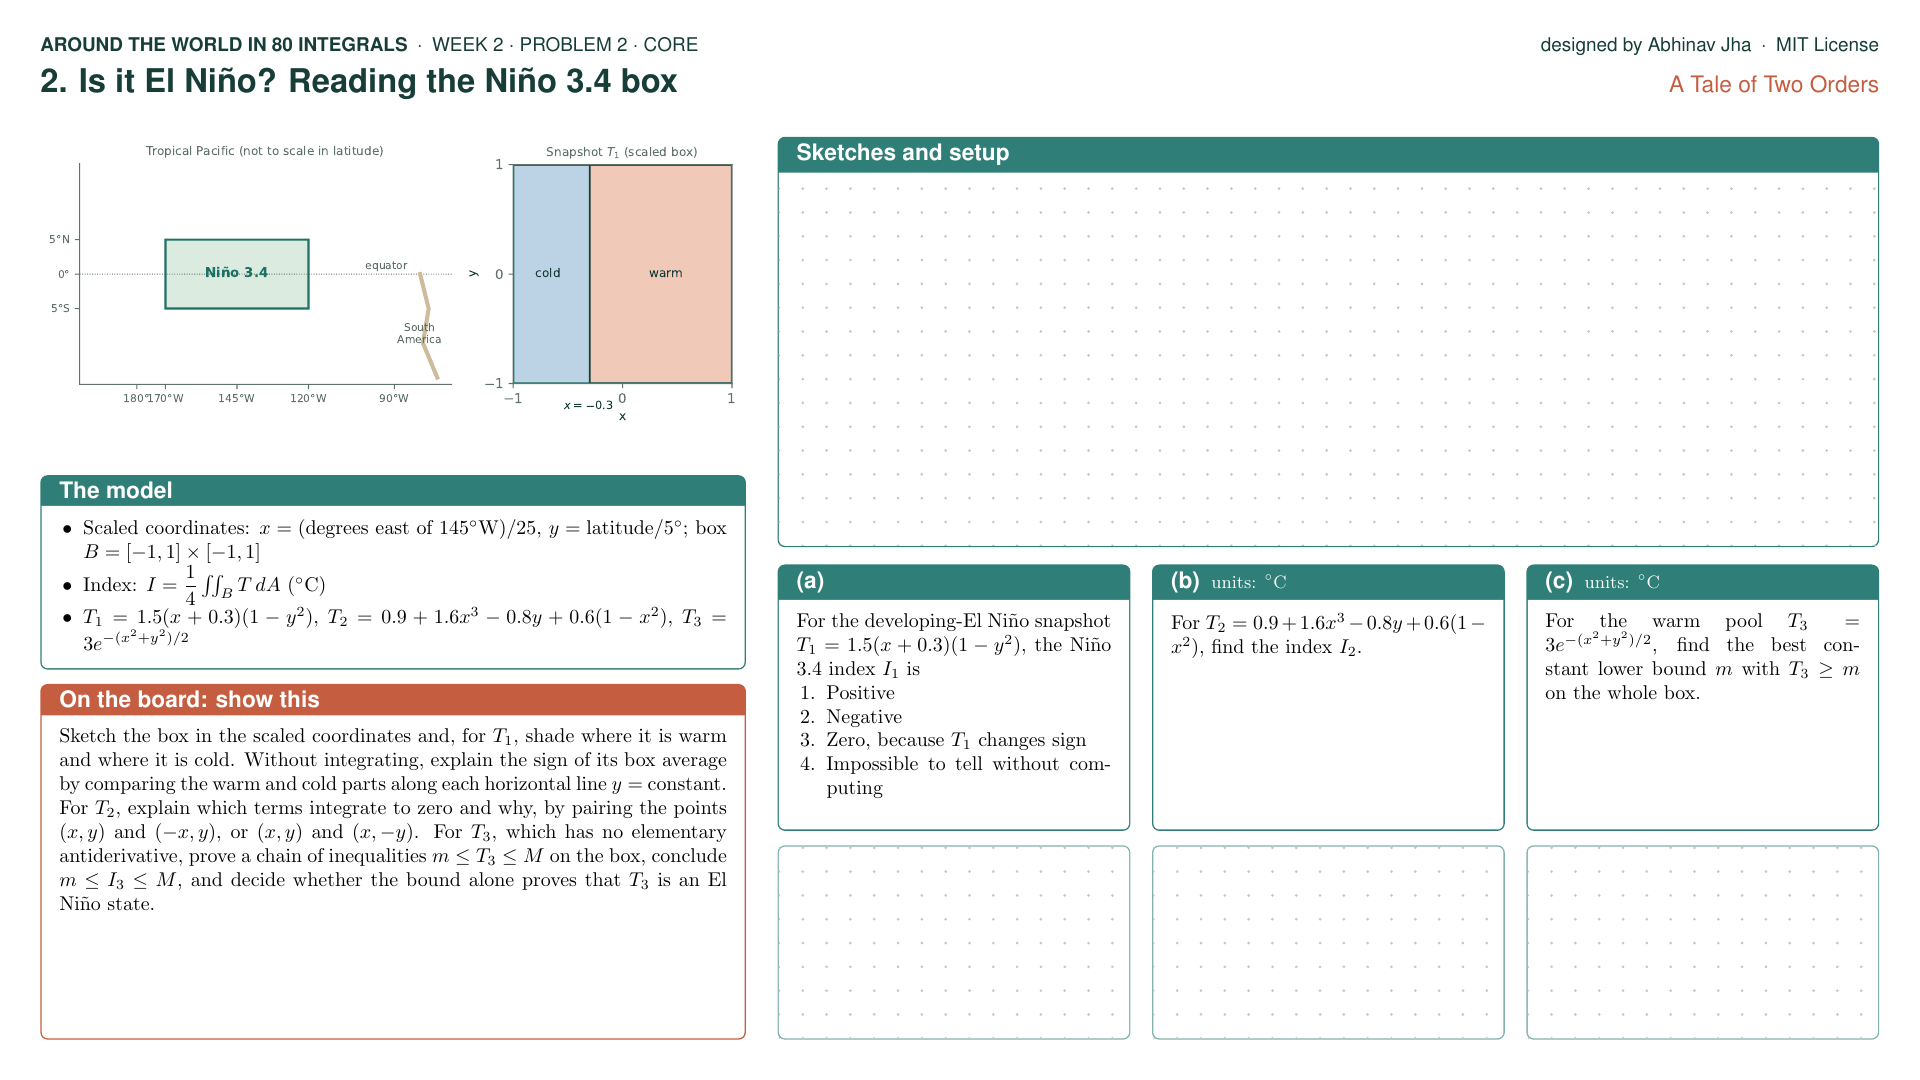 AROUND THE WORLD IN 80 INTEGRALS · WEEK 2 · PROBLEM 2 · CORE
designed by Abhinav Jha · MIT License
2. Is it El Niño? Reading the Niño 3.4 box
A Tale of Two Orders
Tropical Pacific (not to scale in latitude)
5°N
0°
5°S
Niño 3.4
equator
South
America
180°
170°W
145°W
120°W
90°W
Snapshot T₁ (scaled box)
1
0
−1
y
cold
warm
−1
x = −0.3
0
1
x
The model
• Scaled coordinates: x = (degrees east of 145°W)/25, y = latitude/5°; box
B = [−1, 1] × [−1, 1]
• Index: I = 1/4 ∬_B T dA (°C)
• T₁ = 1.5(x + 0.3)(1 − y²), T₂ = 0.9 + 1.6x³ − 0.8y + 0.6(1 − x²), T₃ =
3e^{−(x²+y²)/2}
On the board: show this
Sketch the box in the scaled coordinates and, for T₁, shade where it is warm
and where it is cold. Without integrating, explain the sign of its box average
by comparing the warm and cold parts along each horizontal line y = constant.
For T₂, explain which terms integrate to zero and why, by pairing the points
(x, y) and (−x, y), or (x, y) and (x, −y). For T₃, which has no elementary
antiderivative, prove a chain of inequalities m ≤ T₃ ≤ M on the box, conclude
m ≤ I₃ ≤ M, and decide whether the bound alone proves that T₃ is an El
Niño state.
Sketches and setup
(a)
For the developing-El Niño snapshot
T₁ = 1.5(x + 0.3)(1 − y²), the Niño
3.4 index I₁ is
1. Positive
2. Negative
3. Zero, because T₁ changes sign
4. Impossible to tell without com-
puting
(b) units: °C
For T₂ = 0.9 + 1.6x³ − 0.8y + 0.6(1 −
x²), find the index I₂.
(c) units: °C
For the warm pool T₃ =
3e^{−(x²+y²)/2}, find the best con-
stant lower bound m with T₃ ≥ m
on the whole box.